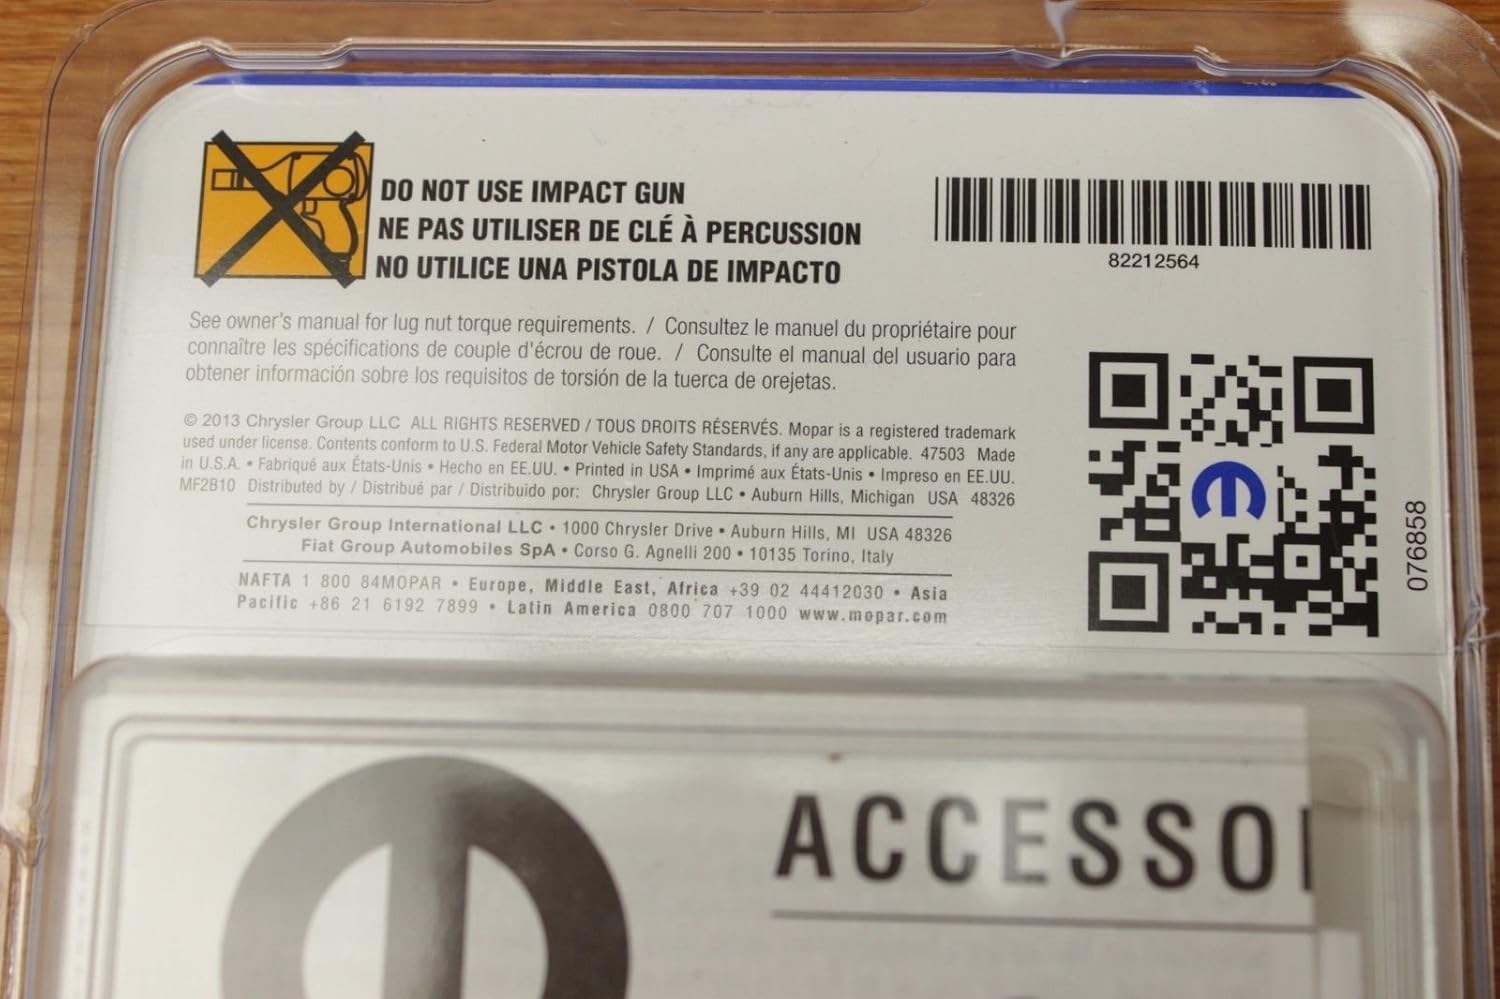 DO NOT USE IMPACT GUN
NE PAS UTILISER DE CLÉ À PERCUSSION
NO UTILICE UNA PISTOLA DE IMPACTO
82212564
See owner's manual for lug nut torque requirements. / Consultez le manuel du propriétaire pour
connaître les spécifications de couple d'écrou de roue. / Consulte el manual del usuario para
obtener información sobre los requisitos de torsión de la tuerca de orejetas.
© 2013 Chrysler Group LLC ALL RIGHTS RESERVED / TOUS DROITS RÉSERVÉS. Mopar is a registered trademark
used under license. Contents conform to U.S. Federal Motor Vehicle Safety Standards, if any are applicable. 47503 Made
in U.S.A. • Fabriqué aux États-Unis • Hecho en EE.UU. • Printed in USA • Imprimé aux États-Unis • Impreso en EE.UU.
MF2B10 Distributed by / Distribué par / Distribuido por: Chrysler Group LLC • Auburn Hills, Michigan USA 48326
Chrysler Group International LLC • 1000 Chrysler Drive • Auburn Hills, MI USA 48326
Fiat Group Automobiles SpA • Corso G. Agnelli 200 • 10135 Torino, Italy
NAFTA 1 800 84MOPAR • Europe, Middle East, Africa +39 02 44412030 • Asia
Pacific +86 21 6192 7899 • Latin America 0800 707 1000 www.mopar.com
076858
ACCESSO